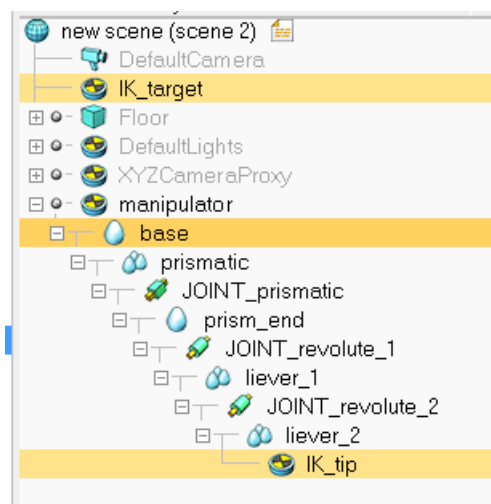 new scene (scene 2)
DefaultCamera
IK_target
Floor
DefaultLights
XYZCameraProxy
manipulator
base
prismatic
JOINT_prismatic
prism_end
JOINT_revolute_1
liever_1
JOINT_revolute_2
liever_2
IK_tip